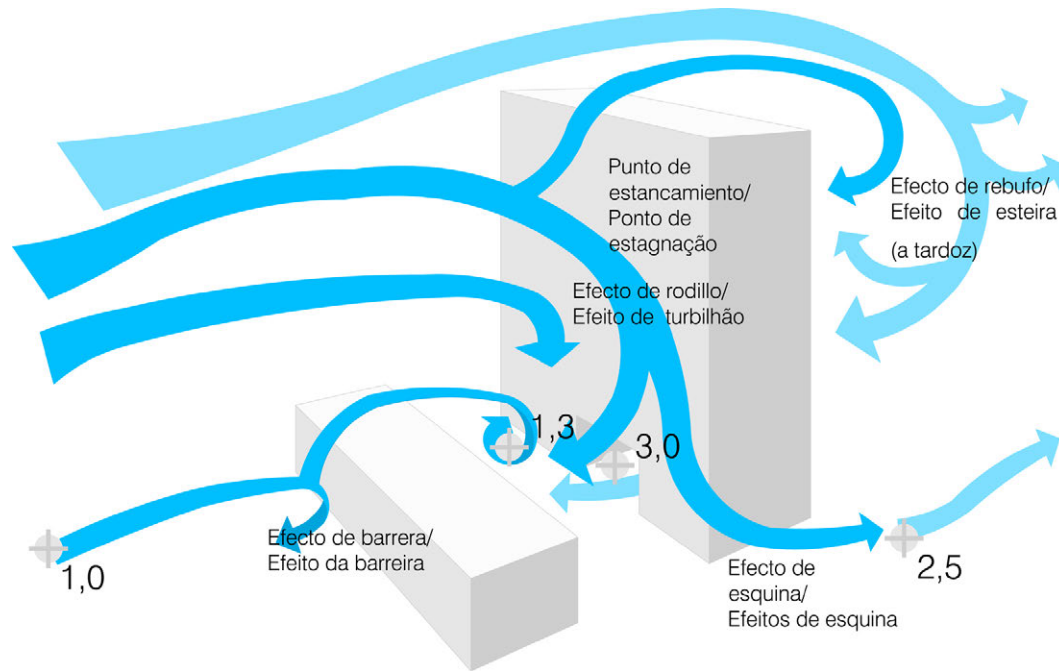 Punto de
estancamiento/
Ponto de
estagnação
Efecto de rebufo/
Efeito de esteira
(a tardoz)
Efecto de rodillo/
Efeito de turbilhão
1,3
3,0
Efecto de barrera/
Efeito da barreira
1,0
2,5
Efecto de
esquina/
Efeitos de esquina